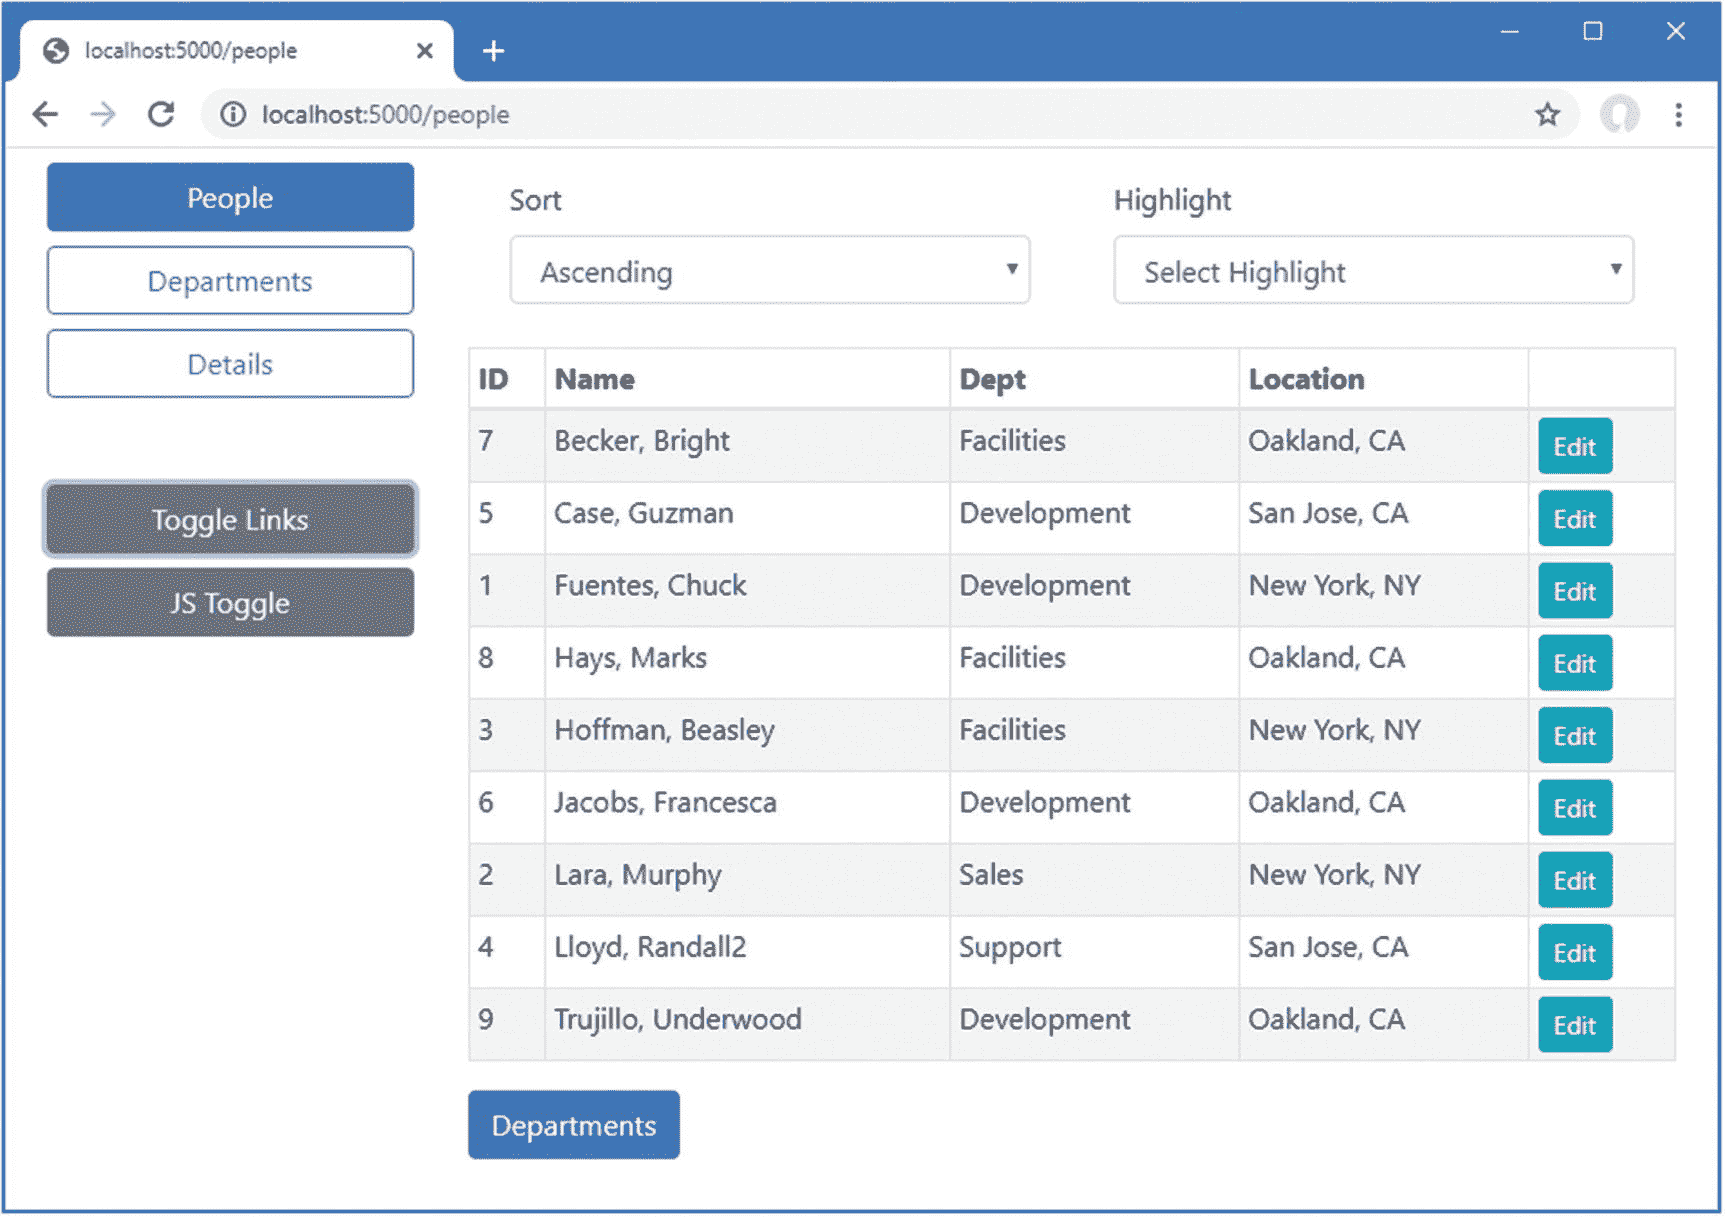 localhost:5000/people
localhost:5000/people
People
Departments
Details
Toggle Links
JS Toggle
Sort Highlight
Ascending Select Highlight
ID Name Dept Location
7 Becker, Bright Facilities Oakland, CA Edit
5 Case, Guzman Development San Jose, CA Edit
1 Fuentes, Chuck Development New York, NY Edit
8 Hays, Marks Facilities Oakland, CA Edit
3 Hoffman, Beasley Facilities New York, NY Edit
6 Jacobs, Francesca Development Oakland, CA Edit
2 Lara, Murphy Sales New York, NY Edit
4 Lloyd, Randall2 Support San Jose, CA Edit
9 Trujillo, Underwood Development Oakland, CA Edit
Departments